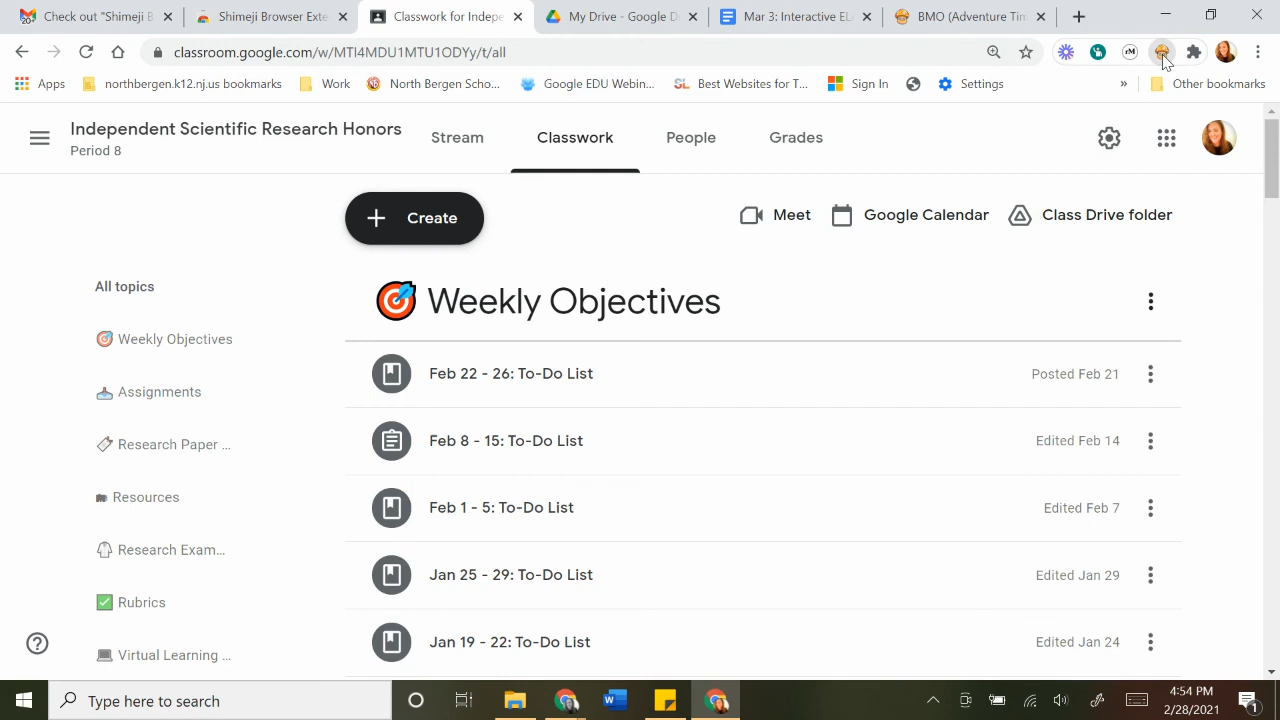 Check out "Shimeji B
Shimeji Browser Exte
Classwork for Indepe
My Drive - Google D
Mar 3: Interactive EL
BMO (Adventure Tim
classroom.google.com/w/MTI4MDU1MTU1ODYy/t/all
rM
Apps
northbergen.k12.nj.us bookmarks
Work
North Bergen Scho...
Google EDU Webin...
SL
Best Websites for T...
Sign In
Settings
»
Other bookmarks
Independent Scientific Research Honors
Period 8
Stream
Classwork
People
Grades
Create
Meet
Google Calendar
Class Drive folder
All topics
Weekly Objectives
Assignments
Research Paper ...
Resources
Research Exam...
Rubrics
Virtual Learning ...
Weekly Objectives
Feb 22 - 26: To-Do List
Posted Feb 21
Feb 8 - 15: To-Do List
Edited Feb 14
Feb 1 - 5: To-Do List
Edited Feb 7
Jan 25 - 29: To-Do List
Edited Jan 29
Jan 19 - 22: To-Do List
Edited Jan 24
Type here to search
4:54 PM
2/28/2021
1